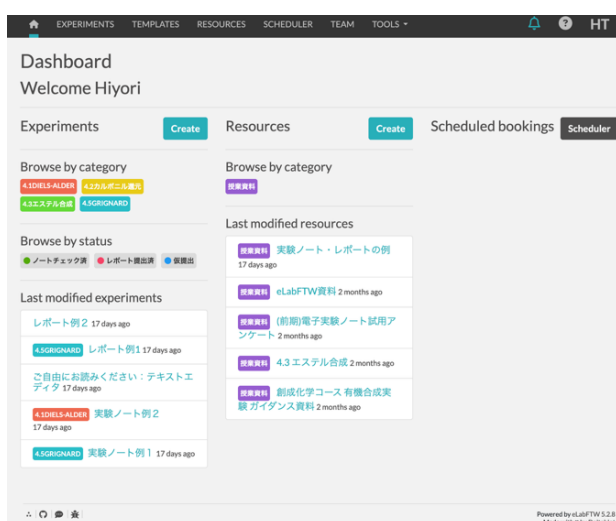 EXPERIMENTS TEMPLATES RESOURCES SCHEDULER TEAM TOOLS HT
Dashboard
Welcome Hiyori
Experiments Create
Browse by category
4.1DIELS-ALDER 4.2カルボニル還元
4.3エステル合成 4.5GRIGNARD
Browse by status
ノートチェック済 レポート提出済 仮提出
Last modified experiments
レポート例２ 17 days ago
4.5GRIGNARD レポート例1 17 days ago
ご自由にお読みください：テキストエ
ディタ 17 days ago
4.1DIELS-ALDER 実験ノート例２
17 days ago
4.5GRIGNARD 実験ノート例１ 17 days ago
Resources Create
Browse by category
授業資料
Last modified resources
授業資料 実験ノート・レポートの例
17 days ago
授業資料 eLabFTW資料 2 months ago
授業資料 (前期)電子実験ノート試用ア
ンケート 2 months ago
授業資料 4.3 エステル合成 2 months ago
授業資料 創成化学コース 有機合成実
験 ガイダンス資料 2 months ago
Scheduled bookings Scheduler
Powered by eLabFTW 5.2.8